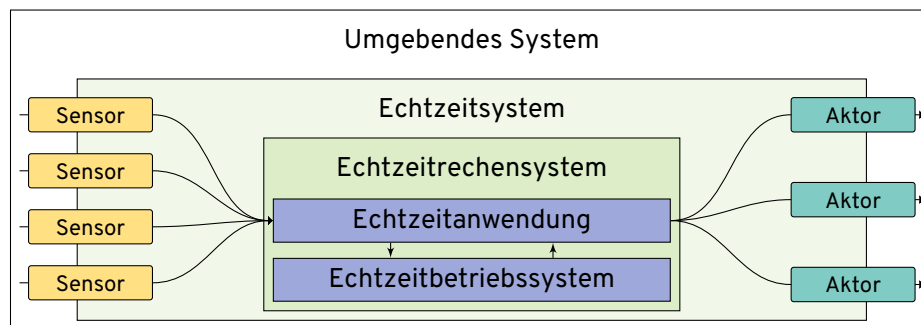 Umgebendes System
Echtzeitsystem
Sensor
Aktor
Echtzeitrechensystem
Sensor
Aktor
Echtzeitanwendung
Sensor
Sensor
Echtzeitbetriebssystem
Aktor